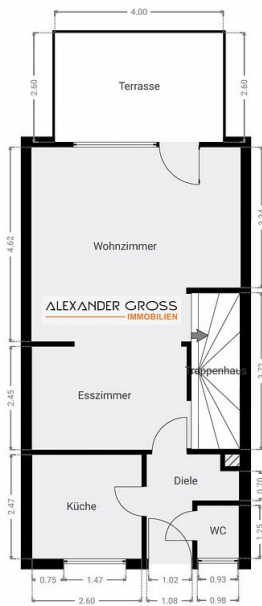 4.00
2.60
2.60
Terrasse
4.62
Wohnzimmer
ALEXANDER GROSS
IMMOBILIEN
Treppenhaus
2.45
Esszimmer
2.47
Küche
Diele
0.70
WC
1.25
0.75
1.47
1.02
0.93
2.60
1.08
0.98